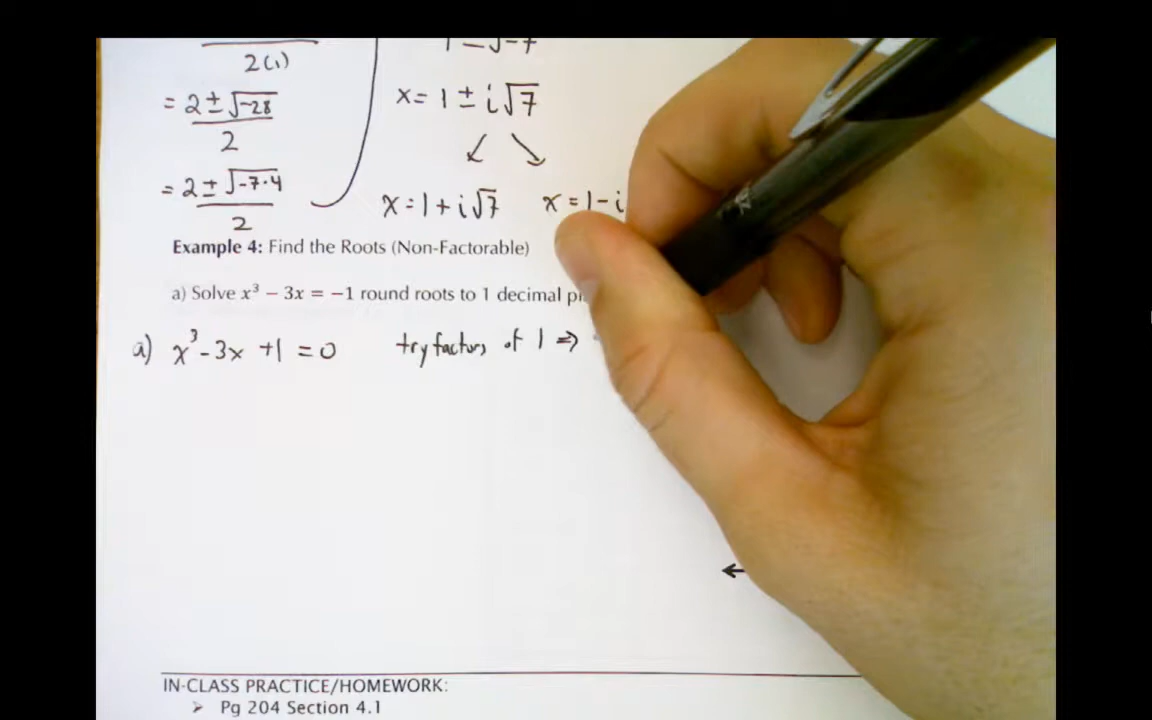 2(1)
= 2 ± √-28
2
= 2 ± √-7·4
2
x = 1 ± i√7
x = 1 + i√7 x = 1 - i
Example 4: Find the Roots (Non-Factorable)
a) Solve x³ − 3x = −1 round roots to 1 decimal
a) x³ - 3x + 1 = 0 try factors of 1 ⇒
IN-CLASS PRACTICE/HOMEWORK:
➤ Pg 204 Section 4.1